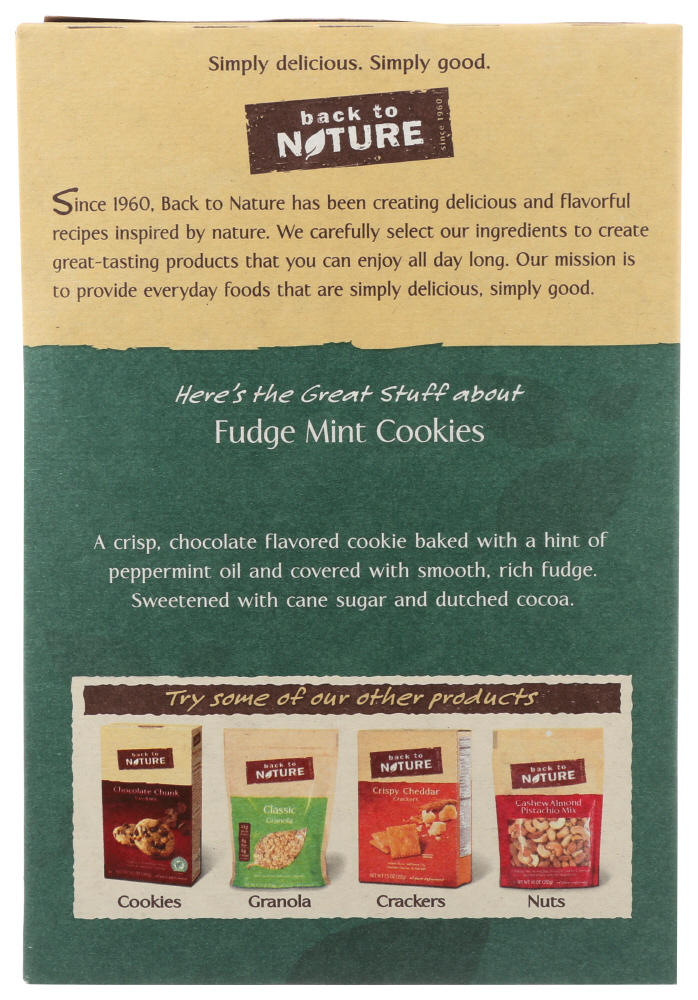 Simply delicious. Simply good.
back to
NATURE
since 1960
Since 1960, Back to Nature has been creating delicious and flavorful
recipes inspired by nature. We carefully select our ingredients to create
great-tasting products that you can enjoy all day long. Our mission is
to provide everyday foods that are simply delicious, simply good.
Here's the Great Stuff about
Fudge Mint Cookies
A crisp, chocolate flavored cookie baked with a hint of
peppermint oil and covered with smooth, rich fudge.
Sweetened with cane sugar and dutched cocoa.
Try some of our other products
back to
NATURE
Chocolate Chunk
Cookies
back to
NATURE
Classic
Granola
back to
NATURE
Crispy Cheddar
Crackers
back to
NATURE
Cashew Almond
Pistachio Mix
Cookies
Granola
Crackers
Nuts